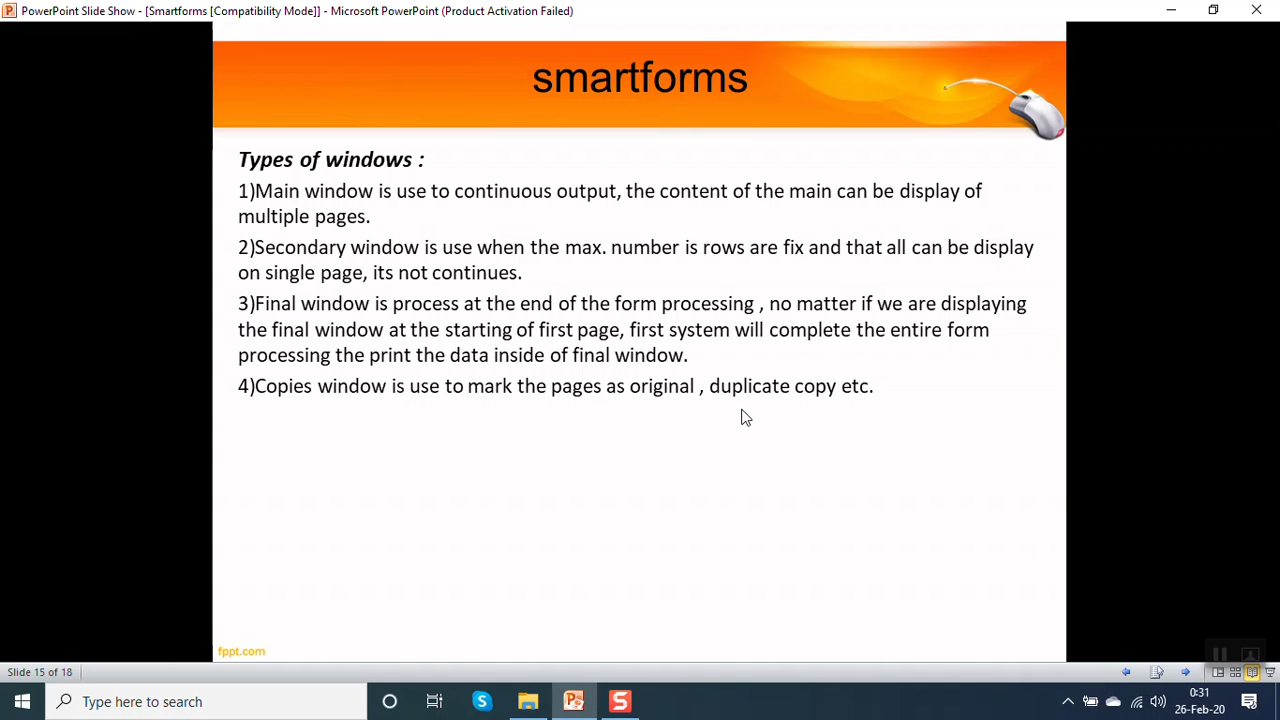 PowerPoint Slide Show - [Smartforms [Compatibility Mode]] - Microsoft PowerPoint (Product Activation Failed)
smartforms
Types of windows :
1)Main window is use to continuous output, the content of the main can be display of
multiple pages.
2)Secondary window is use when the max. number is rows are fix and that all can be display
on single page, its not continues.
3)Final window is process at the end of the form processing , no matter if we are displaying
the final window at the starting of first page, first system will complete the entire form
processing the print the data inside of final window.
4)Copies window is use to mark the pages as original , duplicate copy etc.
fppt.com
Slide 15 of 18
Type here to search
0:31
26-Feb-20